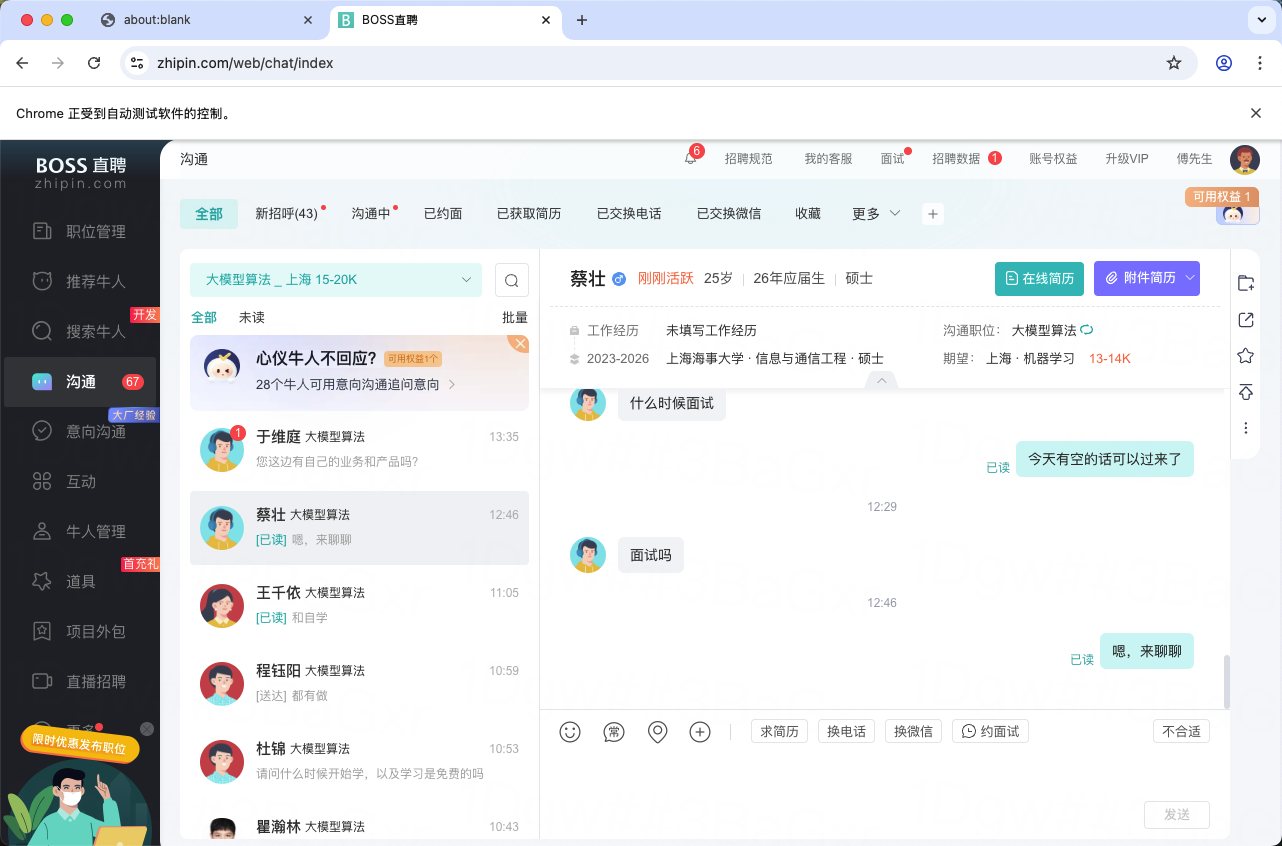 about:blank
BOSS直聘
zhipin.com/web/chat/index
Chrome 正受到自动测试软件的控制。
BOSS 直聘
zhipin.com
职位管理
推荐牛人
开发
搜索牛人
沟通 67
大厂经验
意向沟通
互动
牛人管理
首充礼
道具
项目外包
直播招聘
更多
限时优惠发布职位
沟通
6
招聘规范
我的客服
面试
招聘数据 1
账号权益
升级VIP
傅先生
可用权益 1
全部
新招呼(43)
沟通中
已约面
已获取简历
已交换电话
已交换微信
收藏
更多
大模型算法 _ 上海 15-20K
全部 未读 批量
心仪牛人不回应? 可用权益1个
28个牛人可用意向沟通追问意向
1
于维庭 大模型算法 13:35
您这边有自己的业务和产品吗?
蔡壮 大模型算法 12:46
[已读] 嗯，来聊聊
王千依 大模型算法 11:05
[已读] 和自学
程钰阳 大模型算法 10:59
[送达] 都有做
杜锦 大模型算法 10:53
请问什么时候开始学，以及学习是免费的吗
瞿瀚林 大模型算法 10:43
蔡壮 刚刚活跃 25岁 26年应届生 硕士
在线简历
附件简历
工作经历 未填写工作经历
沟通职位： 大模型算法
2023-2026 上海海事大学 · 信息与通信工程 · 硕士
期望： 上海 · 机器学习 13-14K
什么时候面试
已读 今天有空的话可以过来了
12:29
面试吗
12:46
已读 嗯，来聊聊
常
求简历 换电话 换微信 约面试 不合适
发送